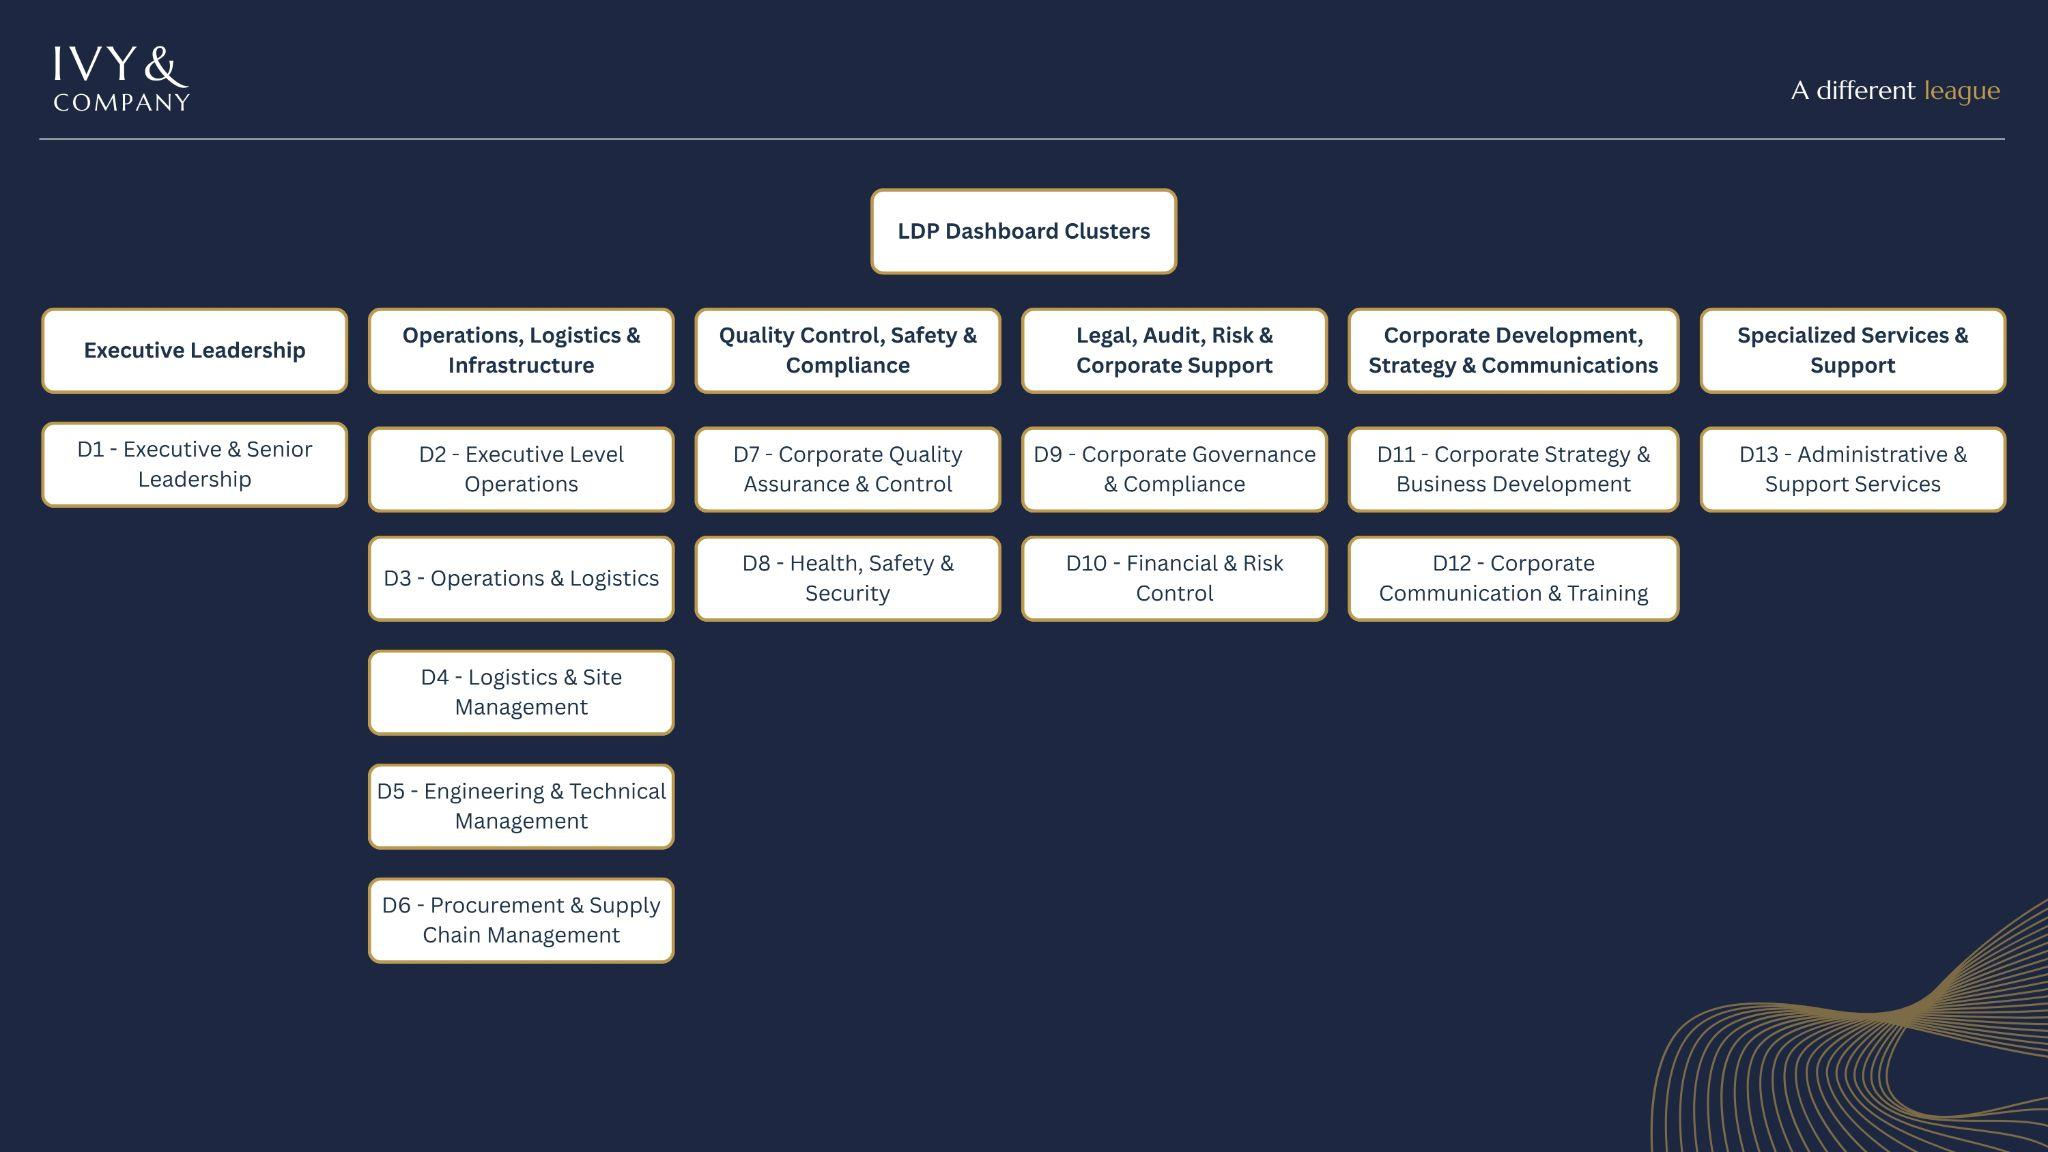 IVY &
COMPANY
A different league
LDP Dashboard Clusters
Executive Leadership
Operations, Logistics &
Infrastructure
Quality Control, Safety &
Compliance
Legal, Audit, Risk &
Corporate Support
Corporate Development,
Strategy & Communications
Specialized Services &
Support
D1 - Executive & Senior
Leadership
D2 - Executive Level
Operations
D3 - Operations & Logistics
D4 - Logistics & Site
Management
D5 - Engineering & Technical
Management
D6 - Procurement & Supply
Chain Management
D7 - Corporate Quality
Assurance & Control
D8 - Health, Safety &
Security
D9 - Corporate Governance
& Compliance
D10 - Financial & Risk
Control
D11 - Corporate Strategy &
Business Development
D12 - Corporate
Communication & Training
D13 - Administrative &
Support Services